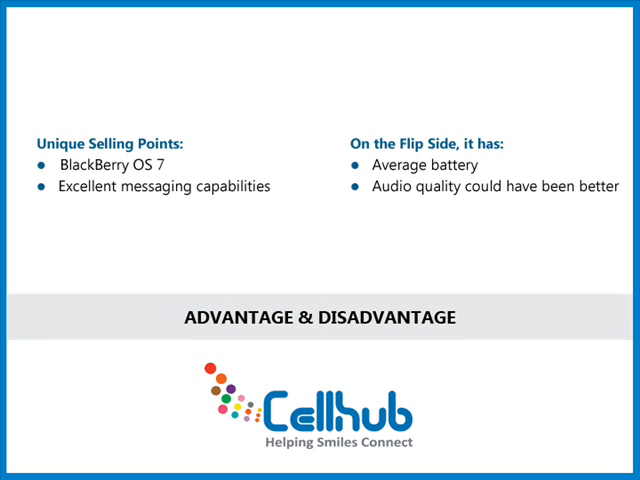 Unique Selling Points:
● BlackBerry OS 7
● Excellent messaging capabilities
On the Flip Side, it has:
● Average battery
● Audio quality could have been better
ADVANTAGE & DISADVANTAGE
Cellhub
Helping Smiles Connect